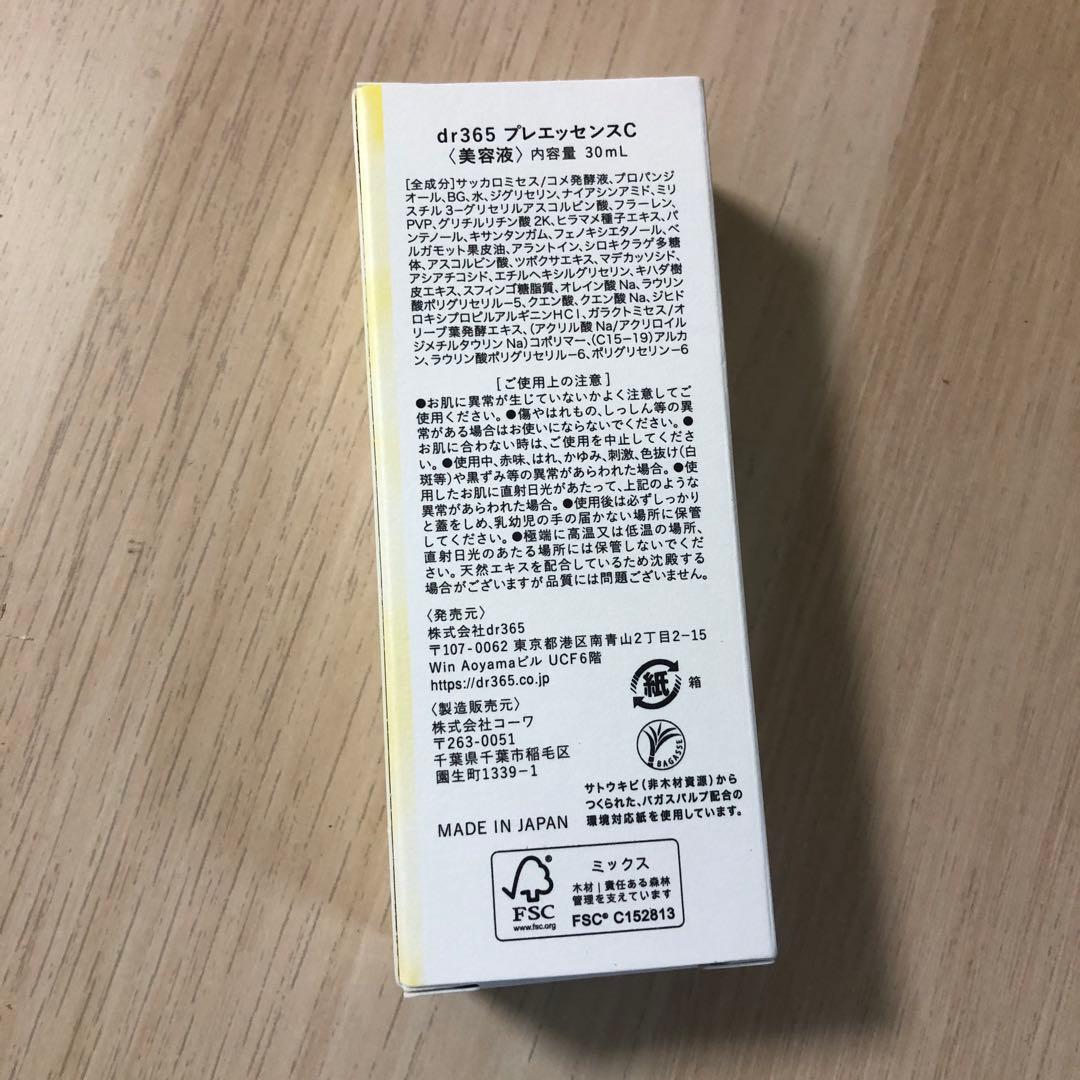 dr365 プレエッセンスC
〈美容液〉内容量 30mL
[全成分]サッカロミセス/コメ発酵液、プロパンジ
オール、BG、水、ジグリセリン、ナイアシンアミド、ミリ
スチル 3-グリセリルアスコルビン酸、フラーレン、
PVP、グリチルリチン酸 2K、ヒラマメ種子エキス、パ
ンテノール、キサンタンガム、フェノキシエタノール、ベ
ルガモット果皮油、アラントイン、シロキクラゲ多糖
体、アスコルビン酸、ツボクサエキス、マデカッソシド、
アシアチコシド、エチルヘキシルグリセリン、キハダ樹
皮エキス、スフィンゴ糖脂質、オレイン酸 Na、ラウリン
酸ポリグリセリル-5、クエン酸、クエン酸 Na、ジヒド
ロキシプロピルアルギニンHCl、ガラクトミセス/オ
リーブ葉発酵エキス、(アクリル酸 Na/アクリロイル
ジメチルタウリン Na)コポリマー、(C15-19)アルカ
ン、ラウリン酸ポリグリセリル-6、ポリグリセリン-6
[ご使用上の注意]
●お肌に異常が生じていないかよく注意してご
使用ください。●傷やはれもの、しっしん等の異
常がある場合はお使いにならないでください。●
お肌に合わない時は、ご使用を中止してくださ
い。●使用中、赤味、はれ、かゆみ、刺激、色抜け(白
斑等)や黒ずみ等の異常があらわれた場合。●使
用したお肌に直射日光があたって、上記のような
異常があらわれた場合。●使用後は必ずしっかり
と蓋をしめ、乳幼児の手の届かない場所に保管
してください。●極端に高温又は低温の場所、
直射日光のあたる場所には保管しないでくださ
い。天然エキスを配合しているため沈殿する
場合がございますが品質には問題ございません。
〈発売元〉
株式会社dr365
〒107-0062 東京都港区南青山2丁目2-15
Win Aoyamaビル UCF6階
https://dr365.co.jp
〈製造販売元〉
株式会社コーワ
〒263-0051
千葉県千葉市稲毛区
園生町1339-1
MADE IN JAPAN
紙 箱
BAGASSE
サトウキビ(非木材資源)から
つくられた、バガスパルプ配合の
環境対応紙を使用しています。
FSC®
www.fsc.org
ミックス
木材|責任ある森林
管理を支えています
FSC® C152813